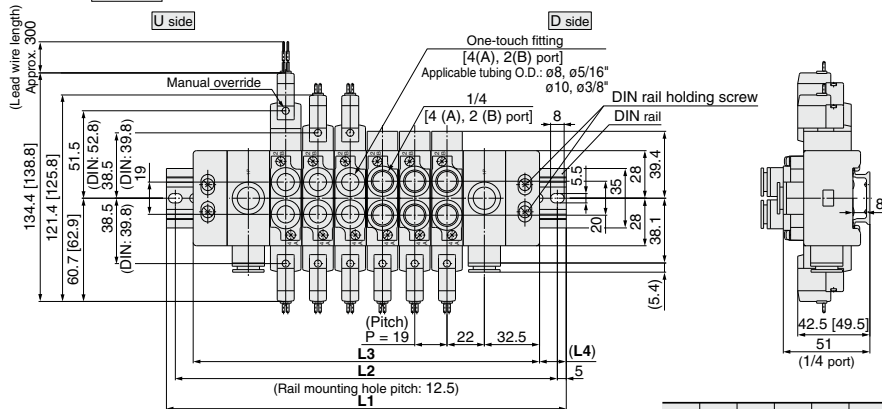 U side
D side
(Lead wire length)
Approx. 300
Manual override
One-touch fitting
[4(A), 2(B) port]
Applicable tubing O.D.: ø8, ø5/16"
ø10, ø3/8"
1/4
[4 (A), 2 (B) port]
8
DIN rail holding screw
DIN rail
134.4 [138.8]
121.4 [125.8]
51.5
(DIN: 52.8)
38.5
(DIN: 39.8)
19
60.7 [62.9]
38.5
(DIN: 39.8)
5.5
20
35
28
28
39.4
38.1
(5.4)
8
(Pitch)
P = 19
22
32.5
L3
(L4)
L2
5
(Rail mounting hole pitch: 12.5)
L1
42.5 [49.5]
51
(1/4 port)